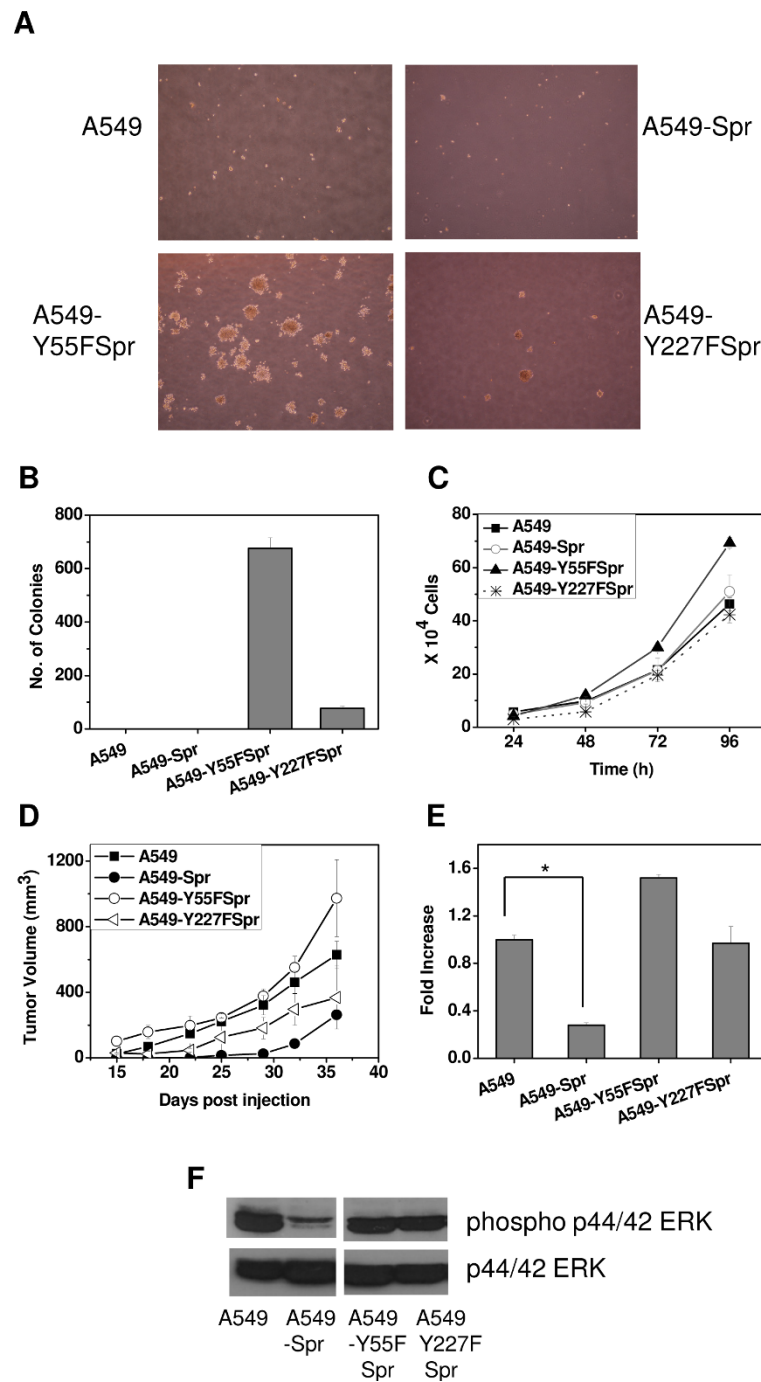 A
A549
A549-Spr
A549-
Y55FSpr
A549-
Y227FSpr
B
800
600
400
200
0
No. of Colonies
A549
A549-Spr
A549-Y55FSpr
A549-Y227FSpr
C
80
60
40
20
0
X 10^4 Cells
A549
A549-Spr
A549-Y55FSpr
A549-Y227FSpr
24 48 72 96
Time (h)
D
1200
800
400
0
Tumor Volume (mm^3)
A549
A549-Spr
A549-Y55FSpr
A549-Y227FSpr
15 20 25 30 35 40
Days post injection
E
1.6
1.2
0.8
0.4
0.0
Fold Increase
*
A549
A549-Spr
A549-Y55FSpr
A549-Y227FSpr
F
phospho p44/42 ERK
p44/42 ERK
A549 A549 A549 A549
-Spr -Y55F Y227F
Spr Spr